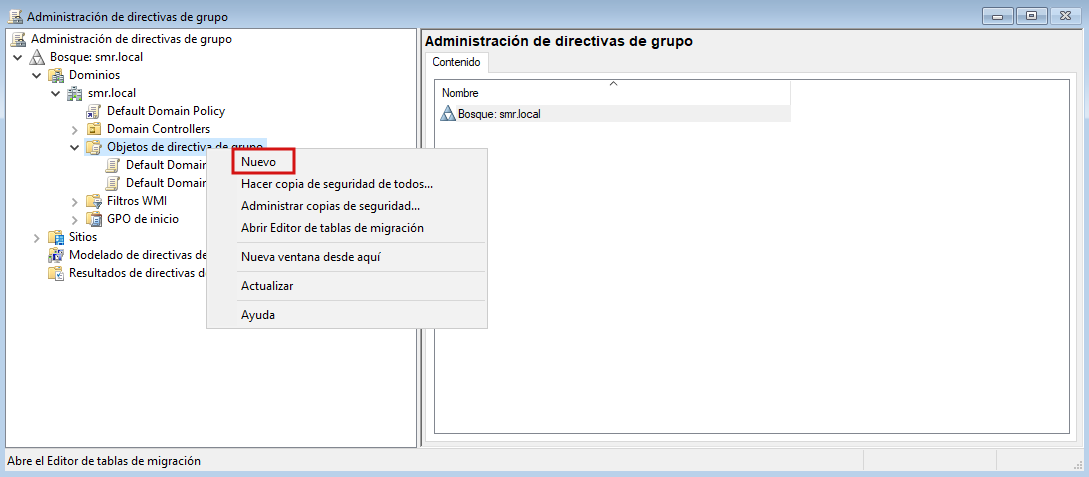 Administración de directivas de grupo
Administración de directivas de grupo
Bosque: smr.local
Dominios
smr.local
Default Domain Policy
Domain Controllers
Objetos de directiva de grupo
Default Domain
Default Domain
Filtros WMI
GPO de inicio
Sitios
Modelado de directivas de
Resultados de directivas d
Nuevo
Hacer copia de seguridad de todos...
Administrar copias de seguridad...
Abrir Editor de tablas de migración
Nueva ventana desde aquí
Actualizar
Ayuda
Administración de directivas de grupo
Contenido
Nombre
Bosque: smr.local
Abre el Editor de tablas de migración